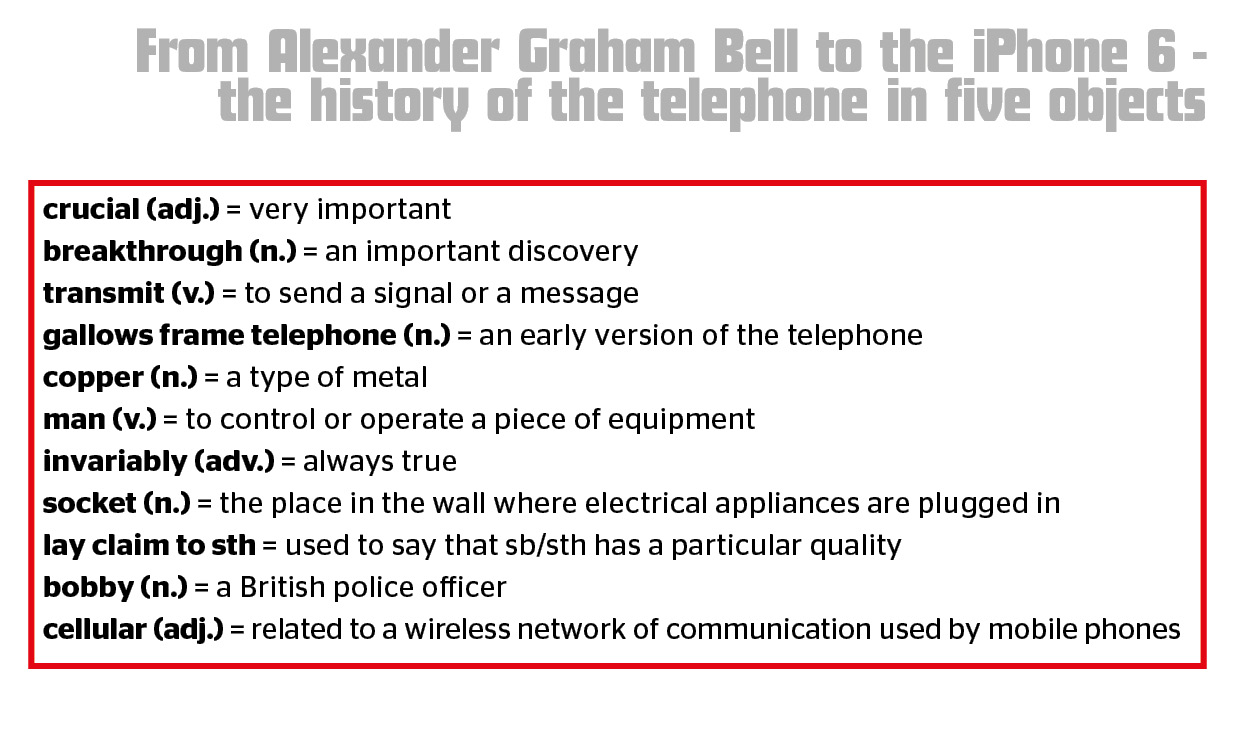 From Alexander Graham Bell to the iPhone 6 -
the history of the telephone in five objects
crucial (adj.) = very important
breakthrough (n.) = an important discovery
transmit (v.) = to send a signal or a message
gallows frame telephone (n.) = an early version of the telephone
copper (n.) = a type of metal
man (v.) = to control or operate a piece of equipment
invariably (adv.) = always true
socket (n.) = the place in the wall where electrical appliances are plugged in
lay claim to sth = used to say that sb/sth has a particular quality
bobby (n.) = a British police officer
cellular (adj.) = related to a wireless network of communication used by mobile phones